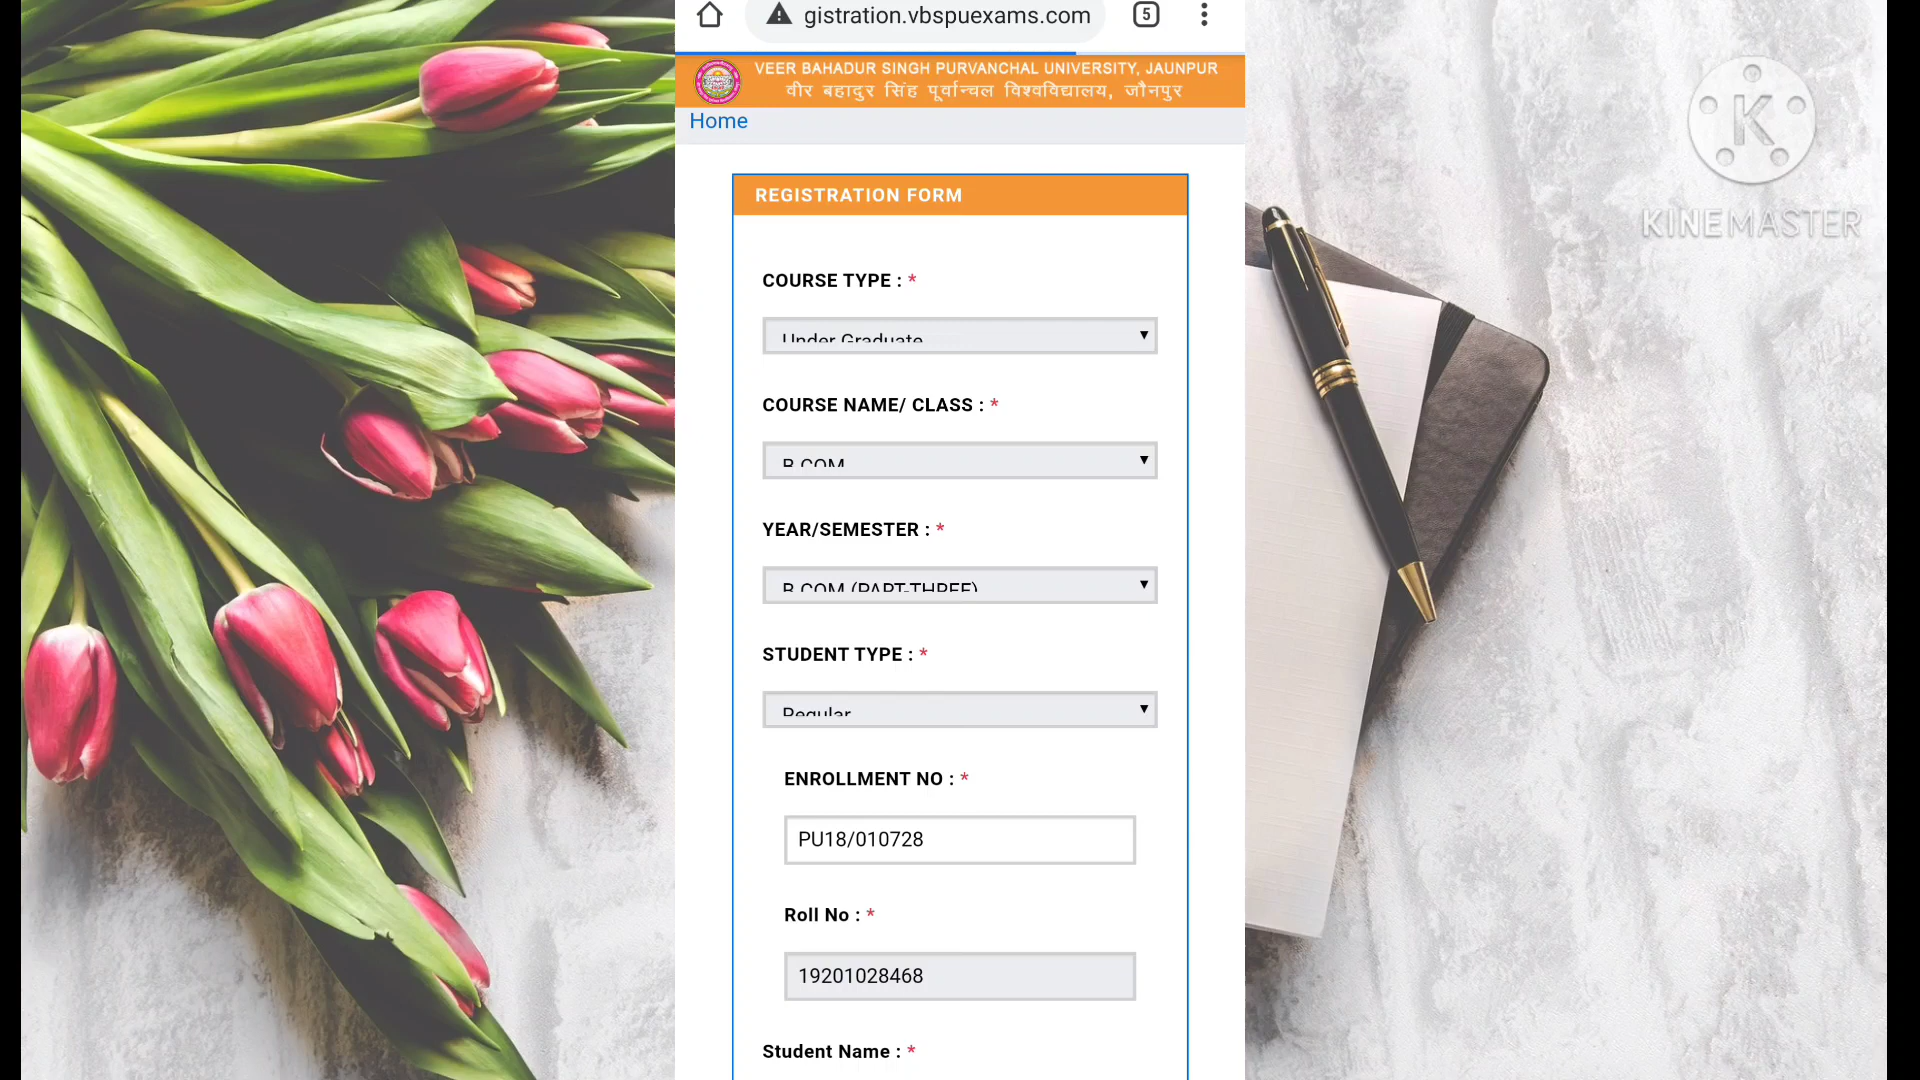 gistration.vbspuexams.com
5
VEER BAHADUR SINGH PURVANCHAL UNIVERSITY, JAUNPUR
वीर बहादुर सिंह पूर्वान्चल विश्वविद्यालय, जौनपुर
Home
REGISTRATION FORM
COURSE TYPE : *
Under Graduate
COURSE NAME/ CLASS : *
B.COM
YEAR/SEMESTER : *
B.COM (PART-THREE)
STUDENT TYPE : *
Regular
ENROLLMENT NO : *
PU18/010728
Roll No : *
19201028468
Student Name : *
K
KINEMASTER